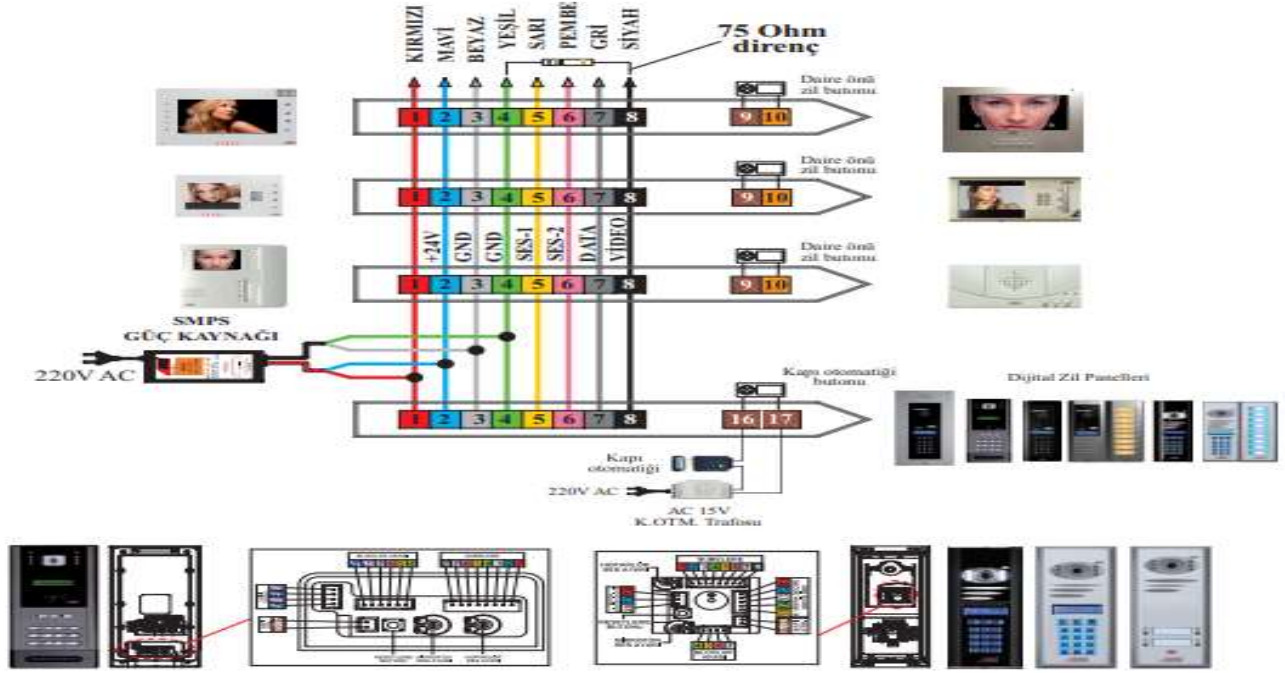 KIRMIZI
MAVİ
BEYAZ
YEŞİL
SARI
PEMBE
GRİ
SİYAH
75 Ohm
direnç
Daire önü
zil butonu
1 2 3 4 5 6 7 8
9 10
Daire önü
zil butonu
1 2 3 4 5 6 7 8
9 10
+24V
GND
GND
SES-1
SES-2
DATA
VİDEO
Daire önü
zil butonu
1 2 3 4 5 6 7 8
9 10
SMPS
GÜÇ KAYNAĞI
220V AC
Kapı otomatiği
butonu
Dijital Zil Panelleri
1 2 3 4 5 6 7 8
16 17
Kapı
otomatiği
220V AC
AC 15V
K.OTM. Trafosu